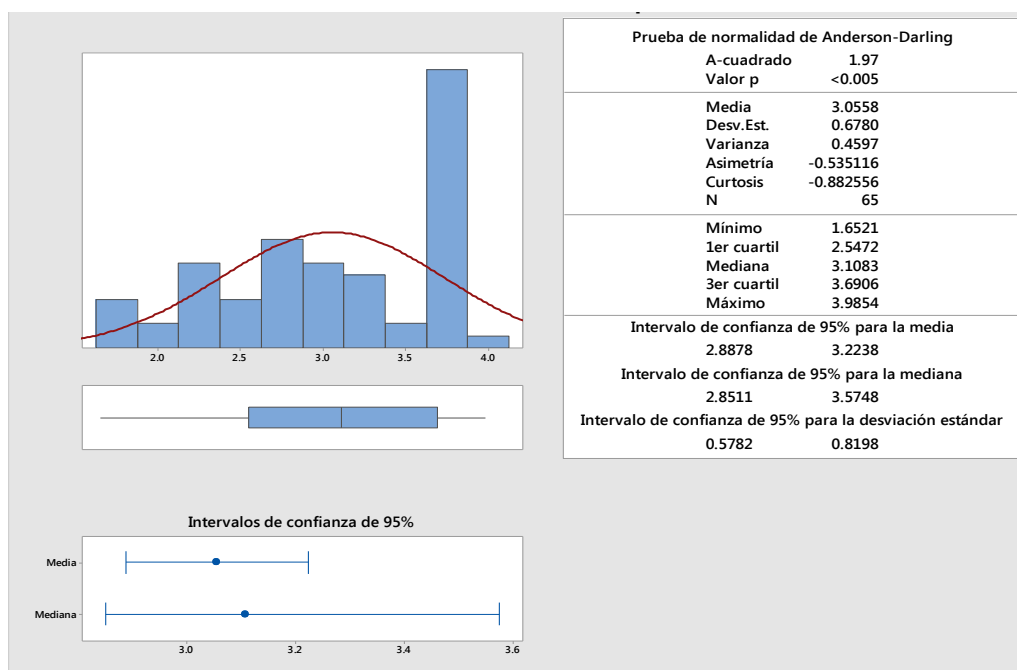 2.0 2.5 3.0 3.5 4.0
Prueba de normalidad de Anderson-Darling
A-cuadrado 1.97
Valor p <0.005
Media 3.0558
Desv.Est. 0.6780
Varianza 0.4597
Asimetría -0.535116
Curtosis -0.882556
N 65
Mínimo 1.6521
1er cuartil 2.5472
Mediana 3.1083
3er cuartil 3.6906
Máximo 3.9854
Intervalo de confianza de 95% para la media
2.8878 3.2238
Intervalo de confianza de 95% para la mediana
2.8511 3.5748
Intervalo de confianza de 95% para la desviación estándar
0.5782 0.8198
Intervalos de confianza de 95%
Media
Mediana
3.0 3.2 3.4 3.6